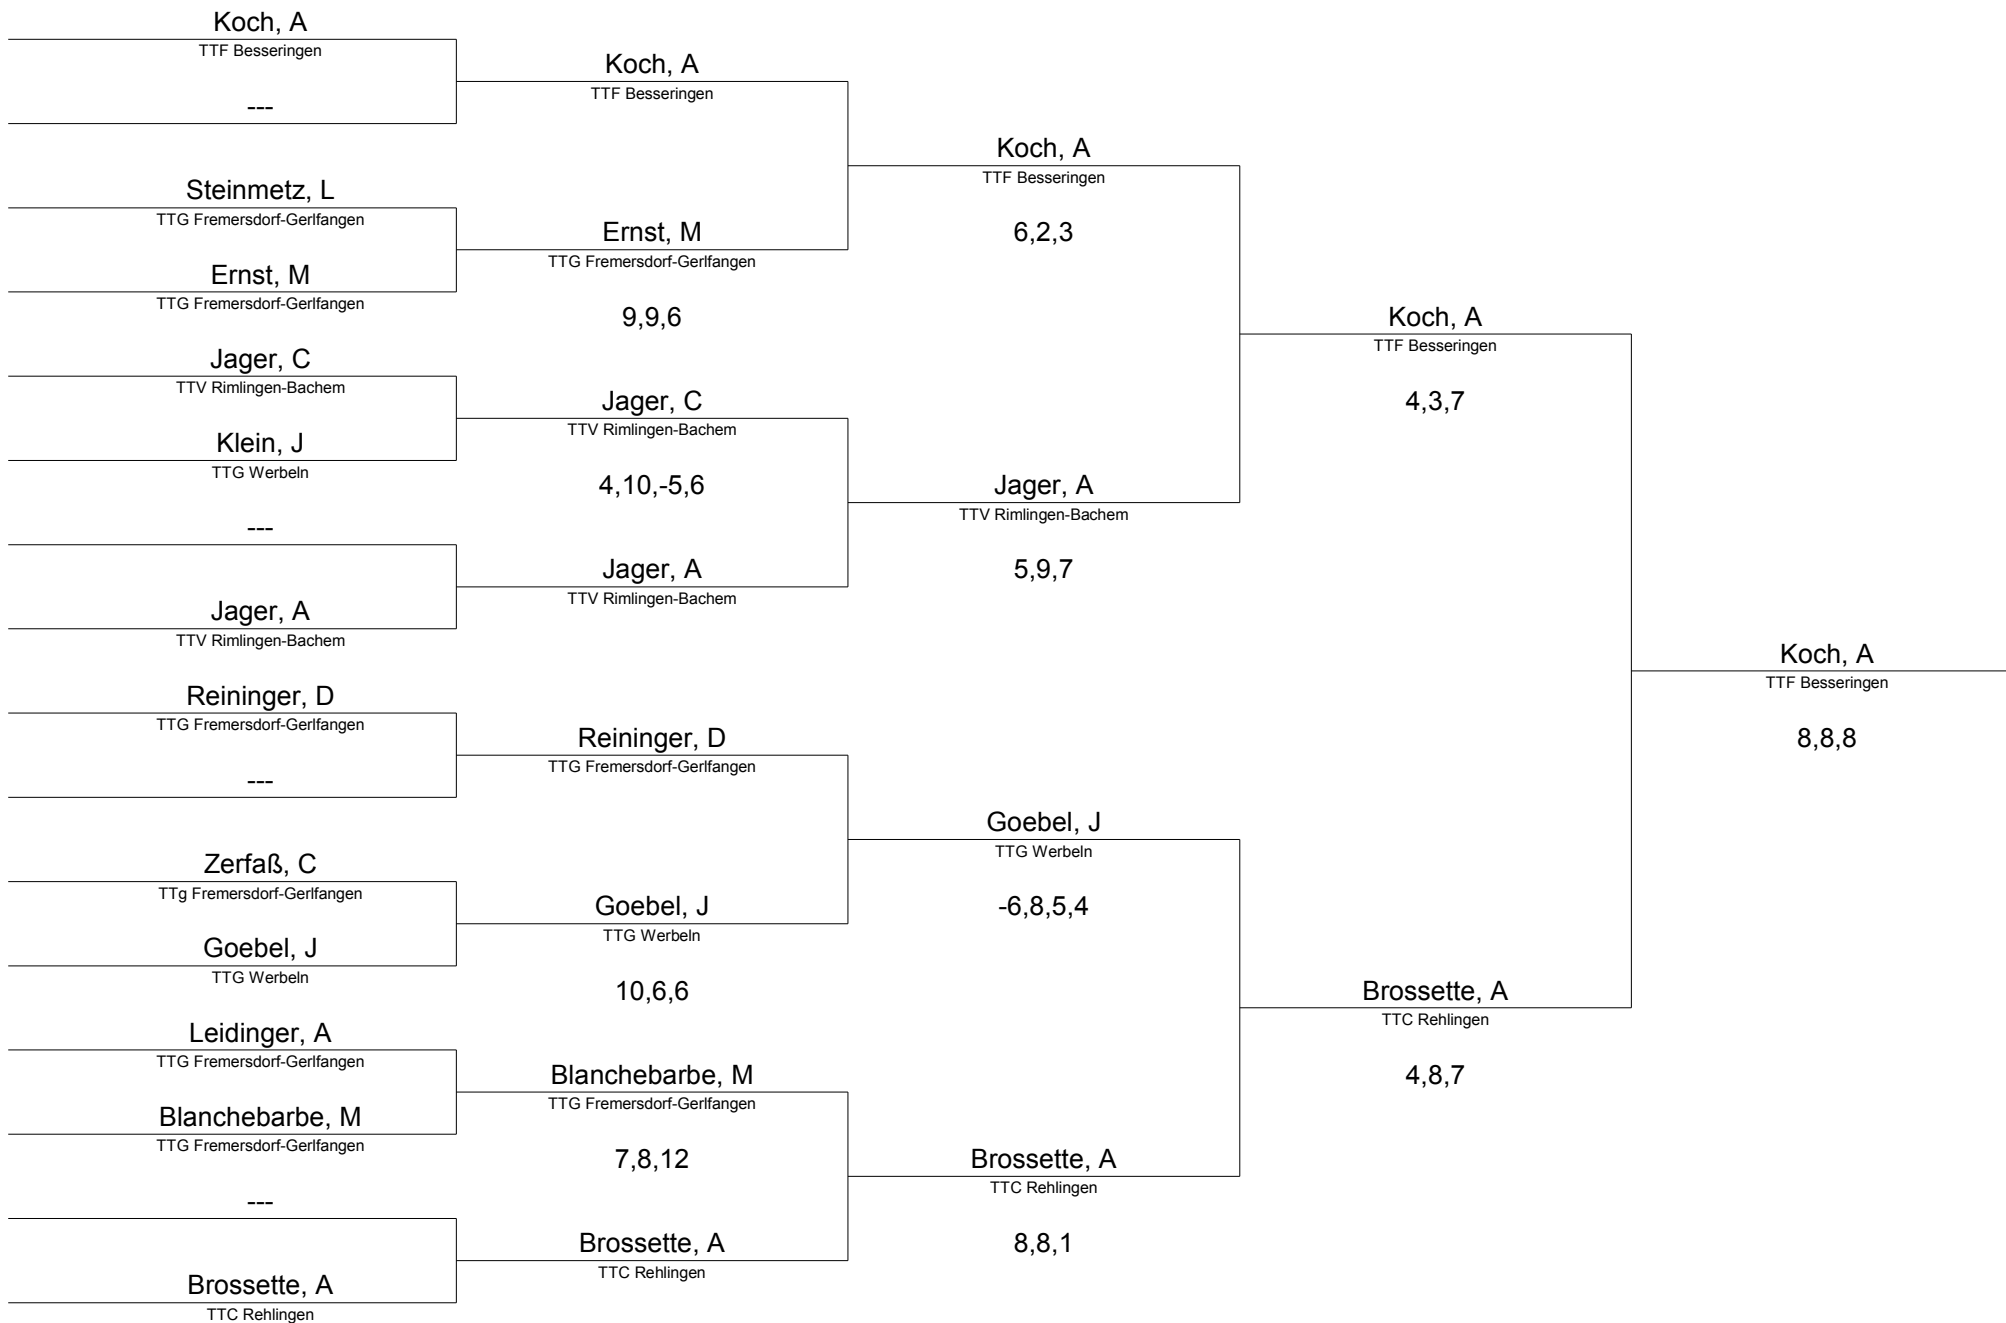 Koch, A
TTF Besseringen
---
Steinmetz, L
TTG Fremersdorf-Gerlfangen
Ernst, M
TTG Fremersdorf-Gerlfangen
Jager, C
TTV Rimlingen-Bachem
Klein, J
TTG Werbeln
---
Jager, A
TTV Rimlingen-Bachem
Reininger, D
TTG Fremersdorf-Gerlfangen
---
Zerfaß, C
TTg Fremersdorf-Gerlfangen
Goebel, J
TTG Werbeln
Leidinger, A
TTG Fremersdorf-Gerlfangen
Blanchebarbe, M
TTG Fremersdorf-Gerlfangen
---
Brossette, A
TTC Rehlingen
Koch, A
TTF Besseringen
Ernst, M
TTG Fremersdorf-Gerlfangen
9,9,6
Jager, C
TTV Rimlingen-Bachem
4,10,-5,6
Jager, A
TTV Rimlingen-Bachem
Reininger, D
TTG Fremersdorf-Gerlfangen
Goebel, J
TTG Werbeln
10,6,6
Blanchebarbe, M
TTG Fremersdorf-Gerlfangen
7,8,12
Brossette, A
TTC Rehlingen
Koch, A
TTF Besseringen
6,2,3
Jager, A
TTV Rimlingen-Bachem
5,9,7
Goebel, J
TTG Werbeln
-6,8,5,4
Brossette, A
TTC Rehlingen
8,8,1
Koch, A
TTF Besseringen
4,3,7
Brossette, A
TTC Rehlingen
4,8,7
Koch, A
TTF Besseringen
8,8,8